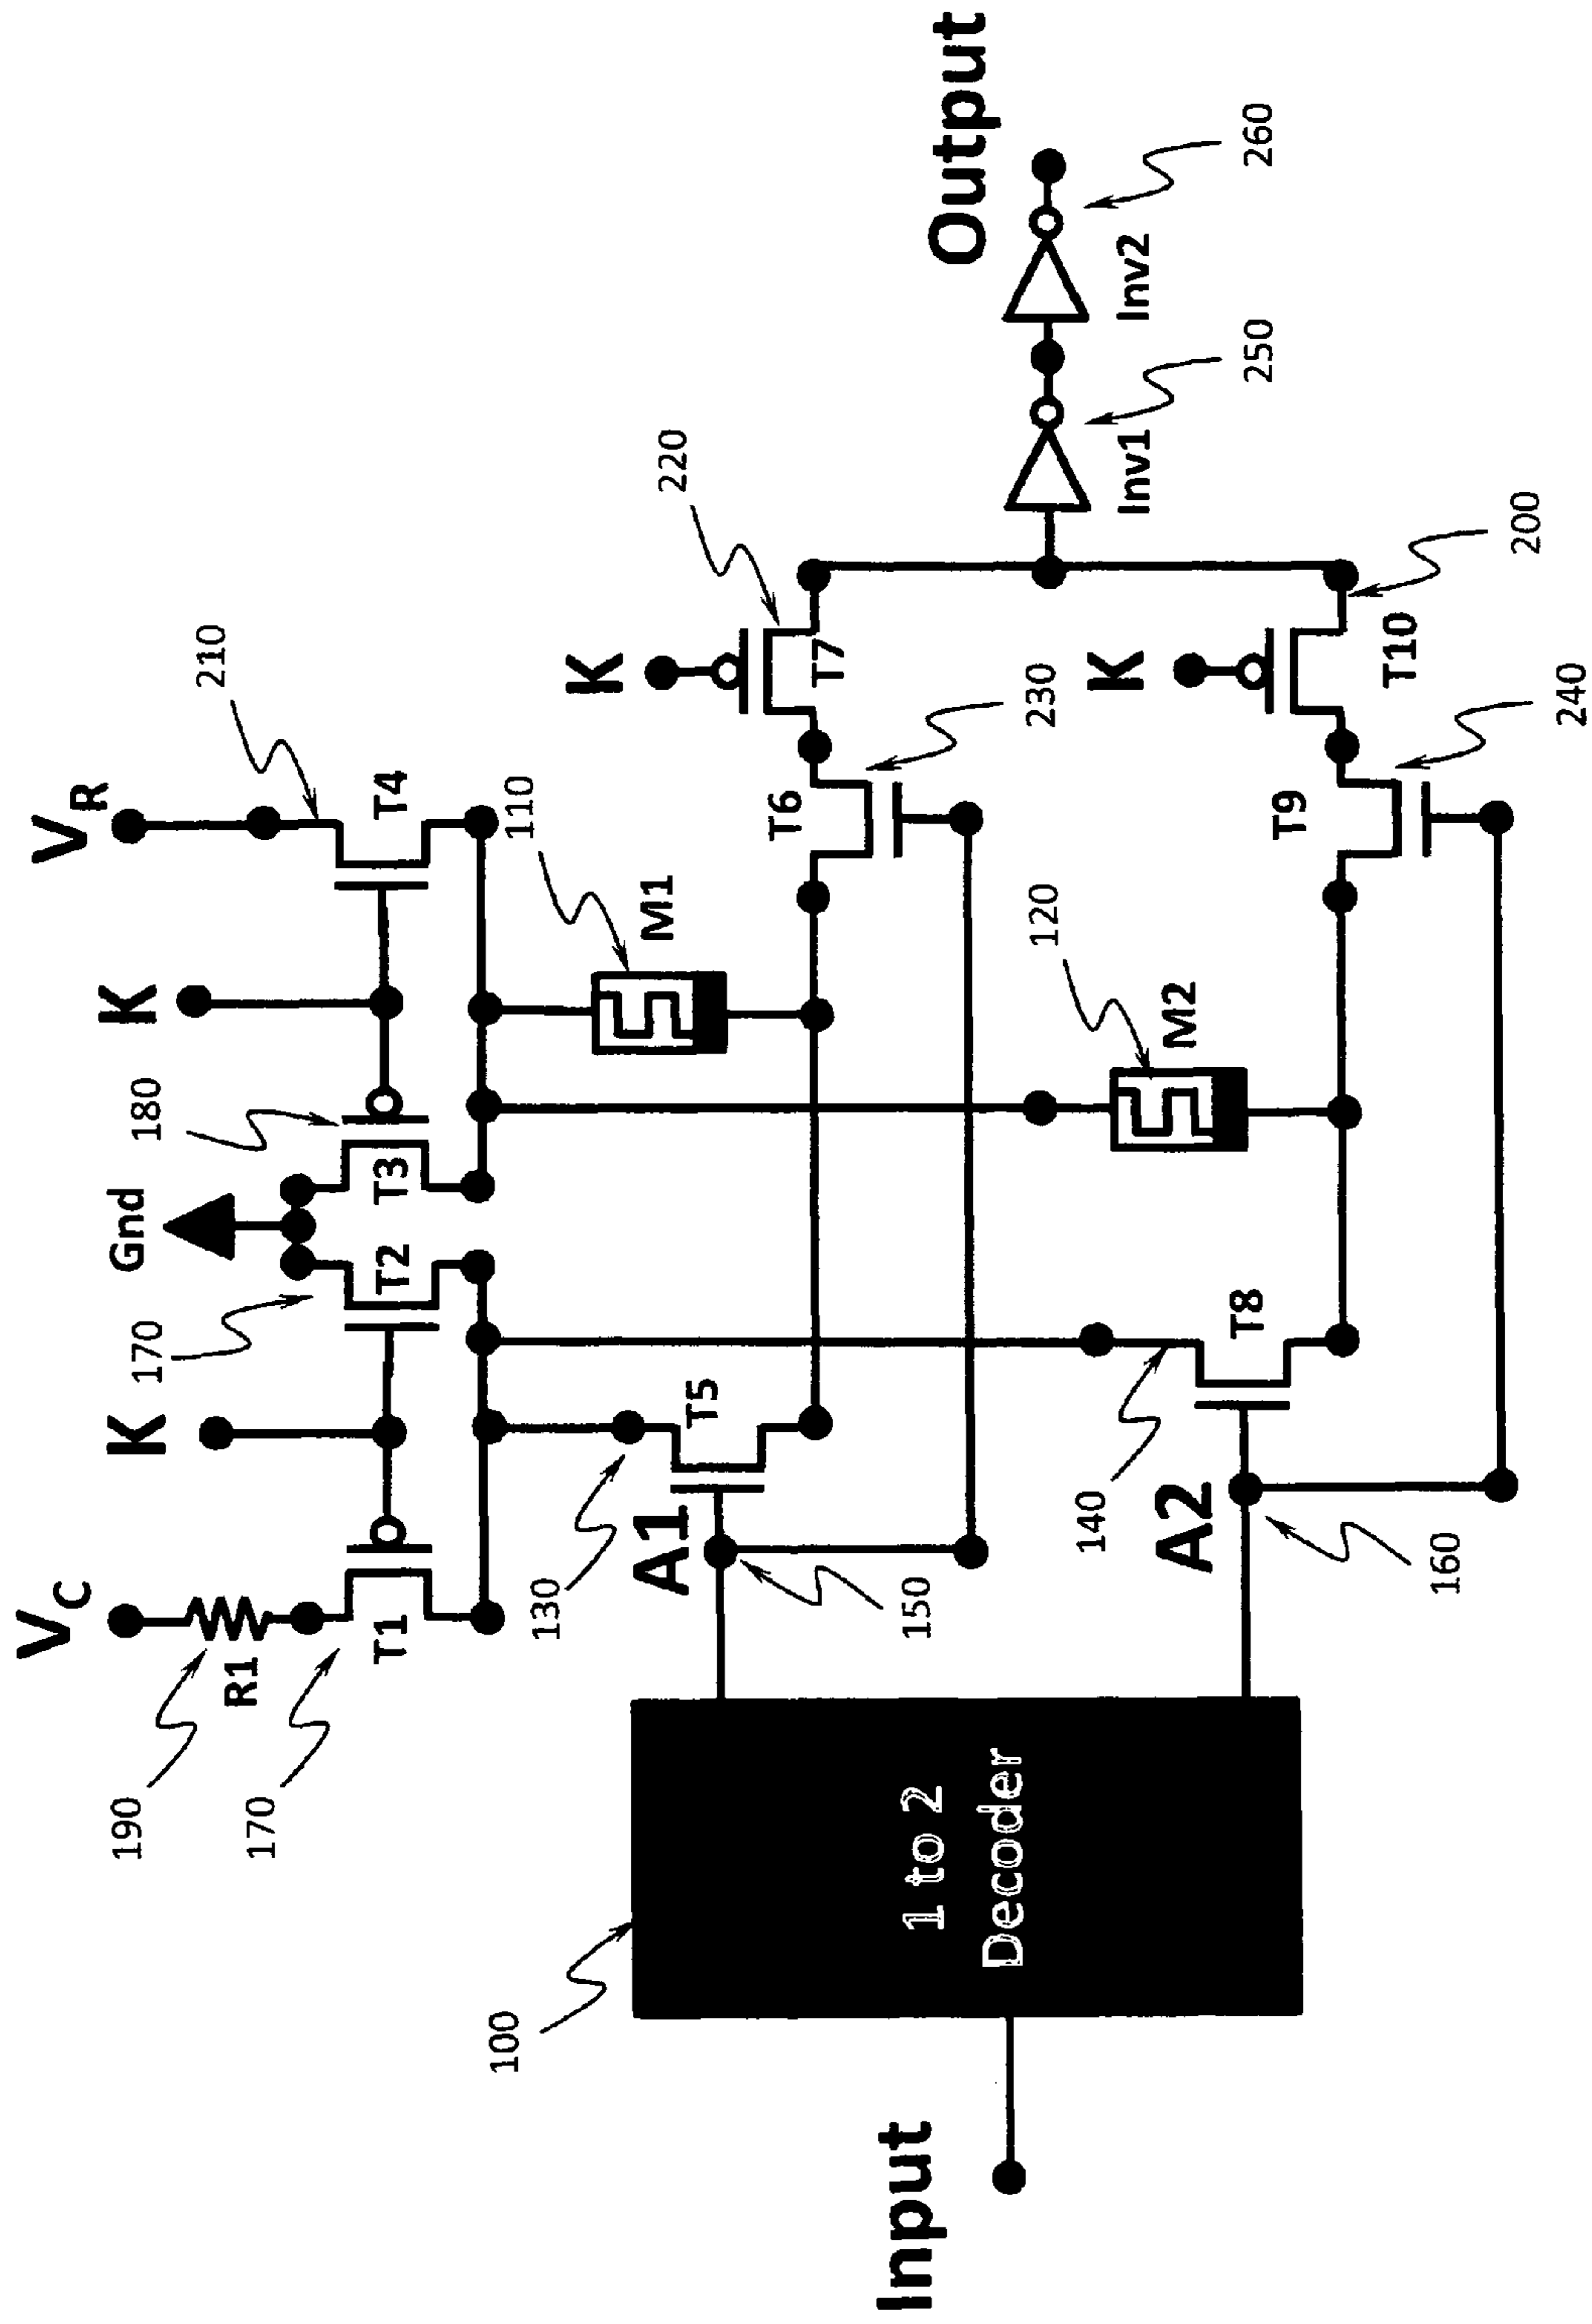 Input
100
1 to 2
Decoder
190
R1
V_C
170
T1
K
170
T2
Gnd
T3
180
K
V_R
210
T4
130
A1
T5
150
110
M1
T6
230
K
T7
220
A2
T8
140
160
120
M2
T9
240
K
T10
200
Inv1
250
Inv2
260
Output